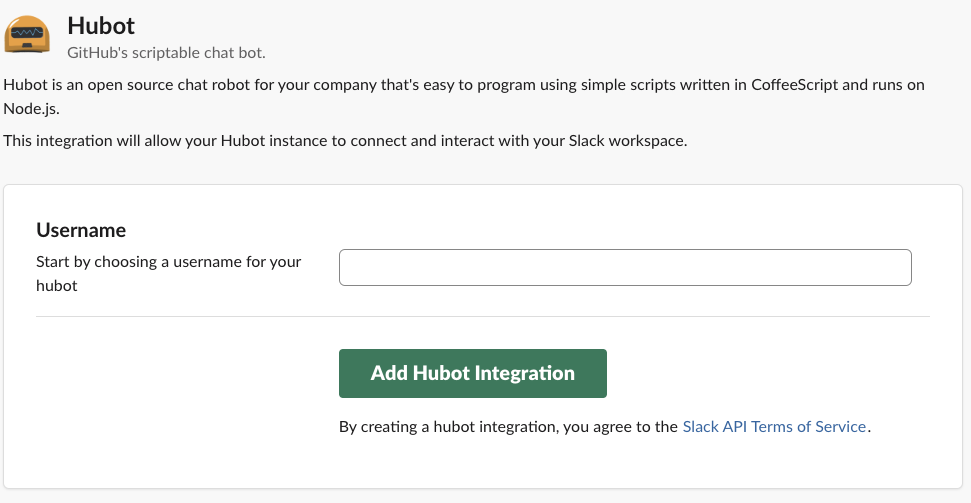 Hubot
GitHub's scriptable chat bot.
Hubot is an open source chat robot for your company that's easy to program using simple scripts written in CoffeeScript and runs on
Node.js.
This integration will allow your Hubot instance to connect and interact with your Slack workspace.
Username
Start by choosing a username for your
hubot
Add Hubot Integration
By creating a hubot integration, you agree to the Slack API Terms of Service.